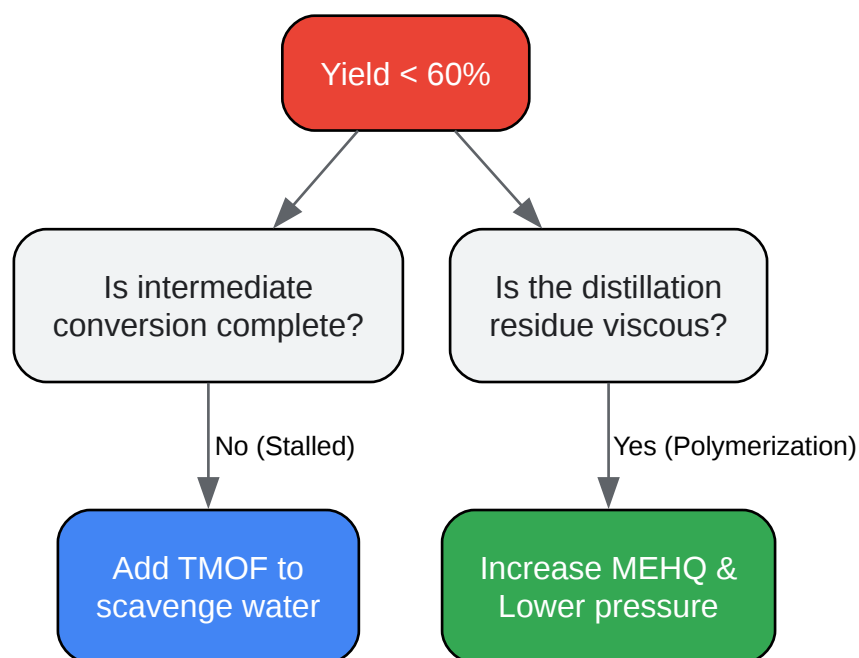 Yield < 60%
Is intermediate
conversion complete?
Is the distillation
residue viscous?
No (Stalled)
Yes (Polymerization)
Add TMOF to
scavenge water
Increase MEHQ &
Lower pressure